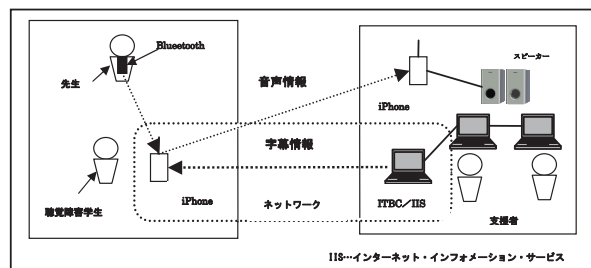 Blueetooth
先生
音声情報
iPhone
スピーカー
字幕情報
聴覚障害学生
iPhone
ネットワーク
ITBC／IIS
支援者
IIS…インターネット・インフォメーション・サービス